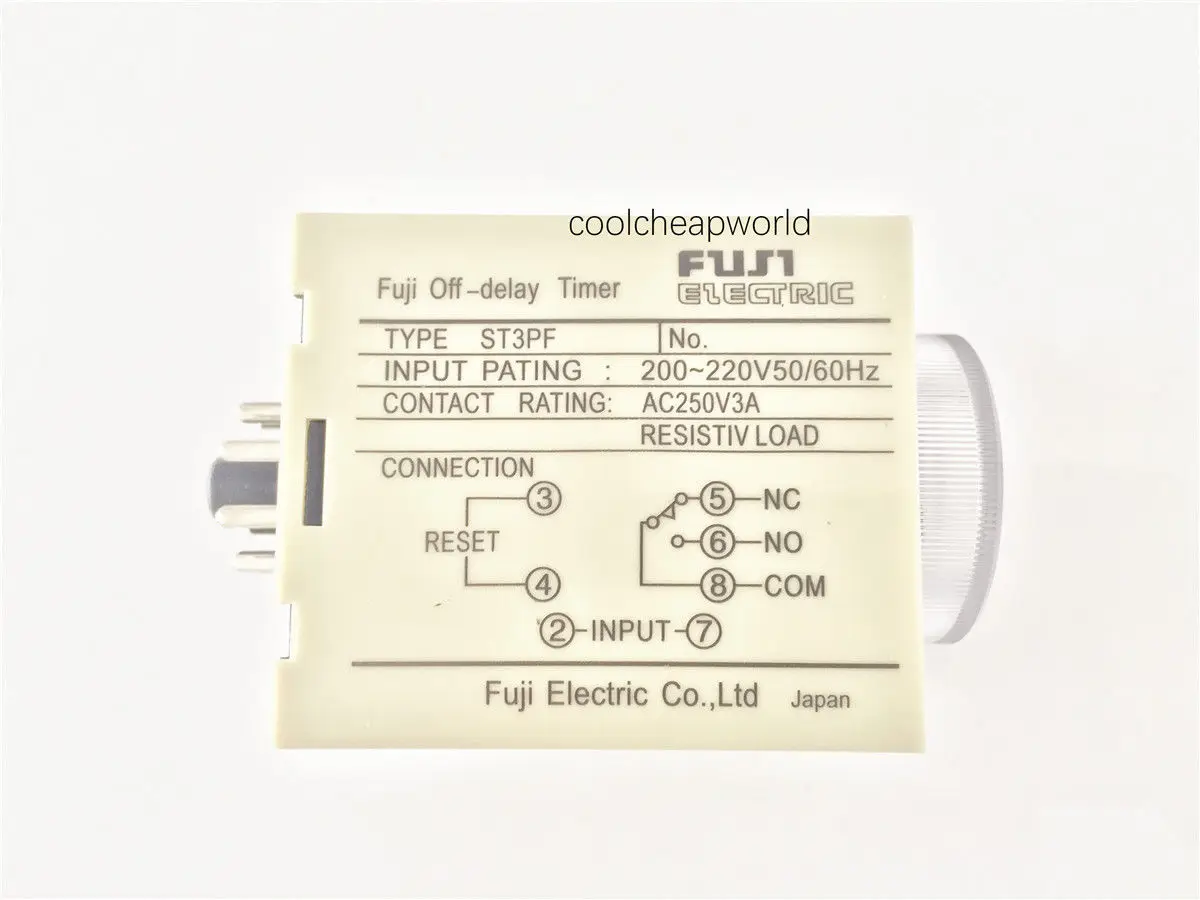 coolcheapworld
FUJI
ELECTRIC
Fuji Off-delay Timer
TYPE ST3PF No.
INPUT PATING : 200~220V50/60Hz
CONTACT RATING: AC250V3A
RESISTIV LOAD
CONNECTION
3 5 NC
RESET 6 NO
4 8 COM
2 INPUT 7
Fuji Electric Co.,Ltd Japan